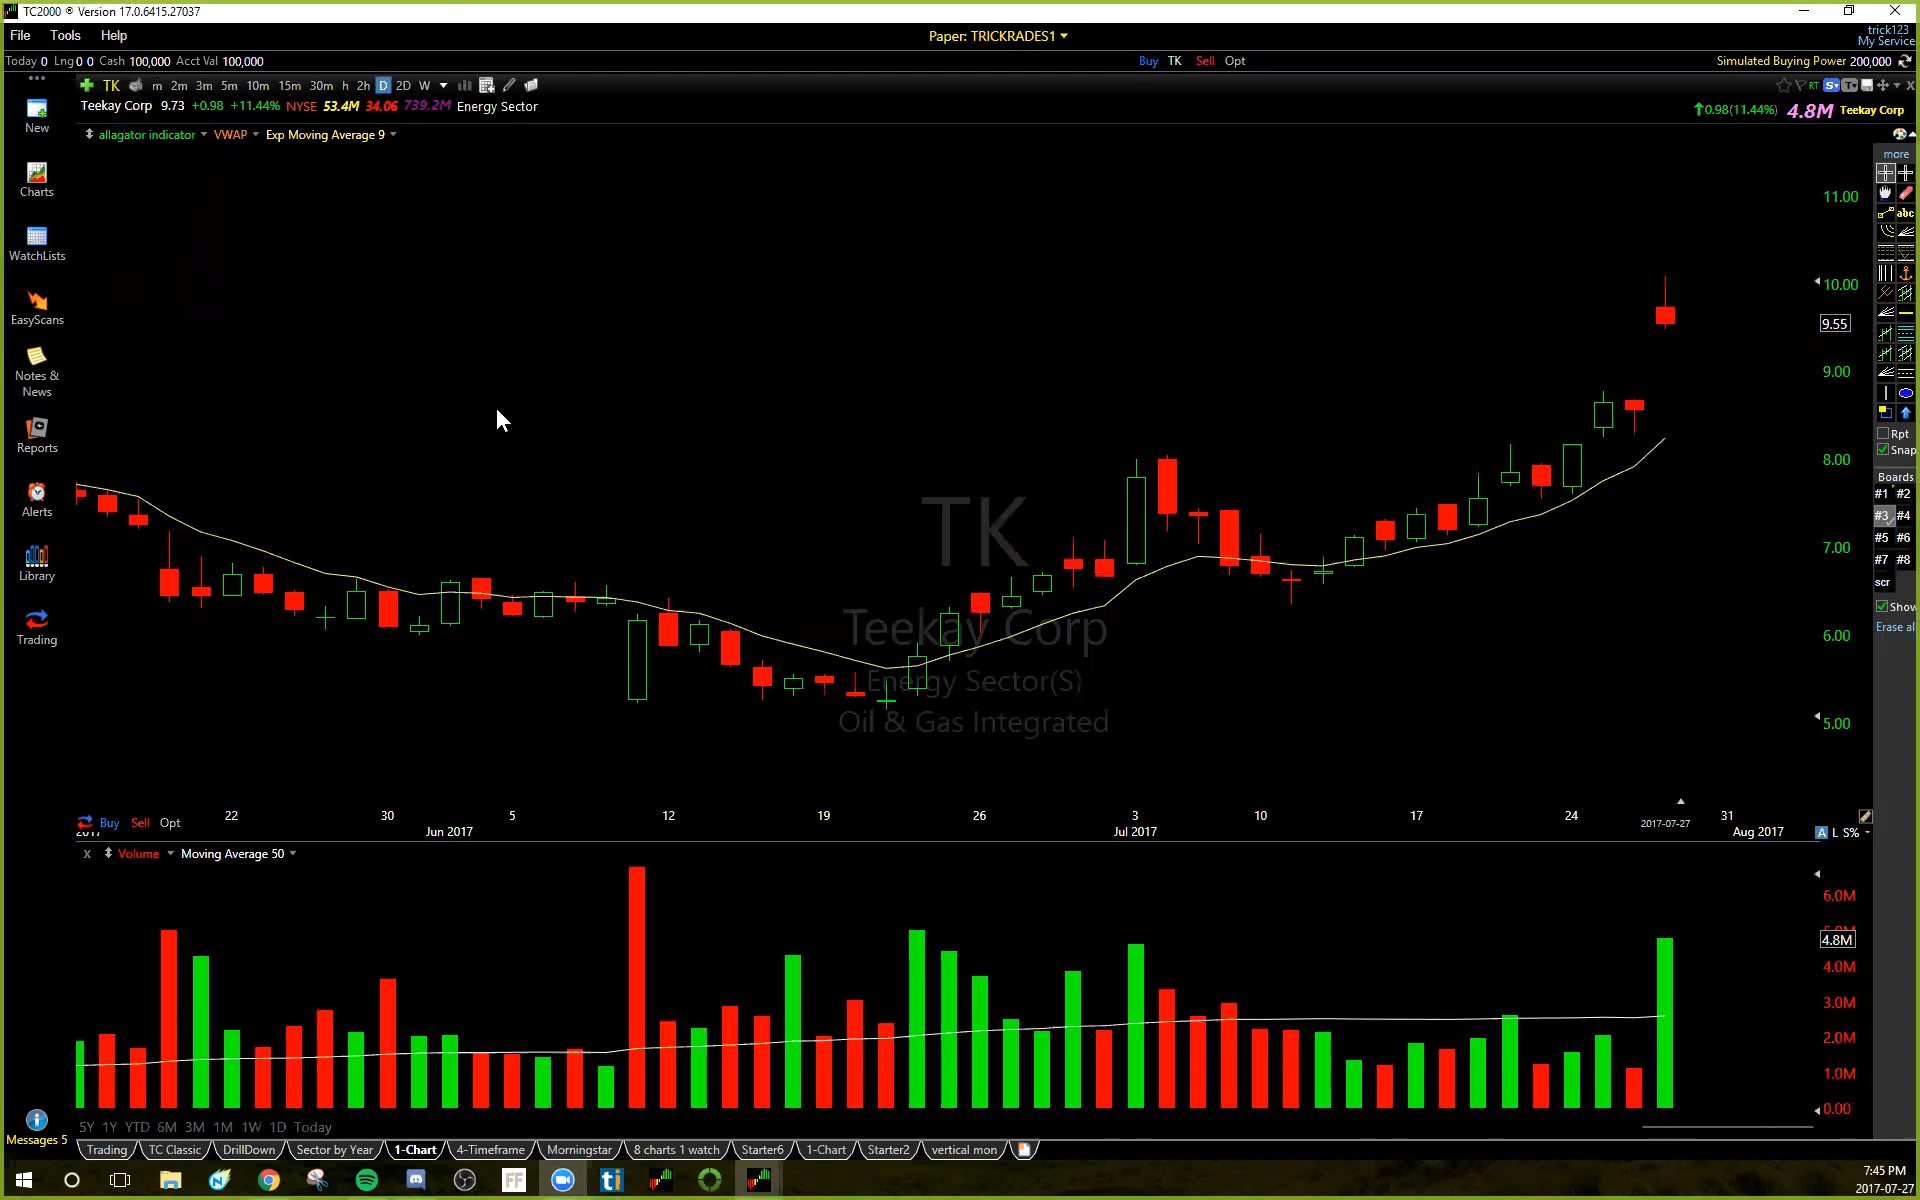 TC2000 ® Version 17.0.6415.27037
File Tools Help
Paper: TRICKRADES1
trick123
My Service
Today 0 Lng 0 0 Cash 100,000 Acct Val 100,000
Buy TK Sell Opt
Simulated Buying Power 200,000
TK m 2m 3m 5m 10m 15m 30m h 2h D 2D W
RT
Teekay Corp 9.73 +0.98 +11.44% NYSE 53.4M 34.06 739.2M Energy Sector
0.98(11.44%) 4.8M Teekay Corp
allagator indicator VWAP Exp Moving Average 9
New
Charts
WatchLists
EasyScans
Notes &
News
Reports
Alerts
Library
Trading
more
abc
Rpt
Snap
Boards
#1 #2
#3 #4
#5 #6
#7 #8
scr
Show
Erase al
11.00
10.00
9.55
9.00
8.00
7.00
6.00
5.00
TK
Teekay Corp
Energy Sector(S)
Oil & Gas Integrated
Buy Sell Opt
22 30 5 12 19 26 3 10 17 24 31
2017 Jun 2017 Jul 2017 2017-07-27 Aug 2017
A L S%
X Volume Moving Average 50
6.0M
5.0M
4.8M
4.0M
3.0M
2.0M
1.0M
0.00
5Y 1Y YTD 6M 3M 1M 1W 1D Today
Messages 5
Trading TC Classic DrillDown Sector by Year 1-Chart 4-Timeframe Morningstar 8 charts 1 watch Starter6 1-Chart Starter2 vertical mon
FF
ti
7:45 PM
2017-07-27